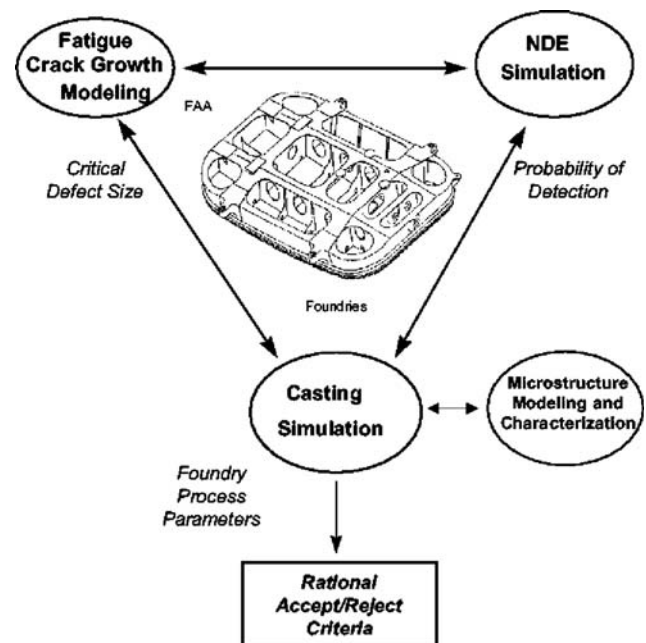 Fatigue
Crack Growth
Modeling
NDE
Simulation
FAA
Critical
Defect Size
Probability of
Detection
Foundries
Casting
Simulation
Microstructure
Modeling and
Characterization
Foundry
Process
Parameters
Rational
Accept/Reject
Criteria